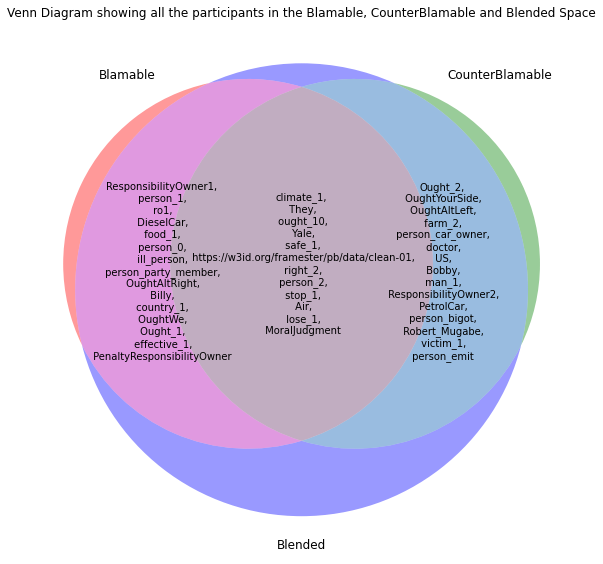 Venn Diagram showing all the participants in the Blamable, CounterBlamable and Blended Space
Blamable
CounterBlamable
ResponsibilityOwner1,
person_1,
ro1,
DieselCar,
food_1,
person_0,
ill_person,
person_party_member,
OughtAltRight,
Billy,
country_1,
OughtWe,
Ought_1,
effective_1,
PenaltyResponsibilityOwner
climate_1,
They,
ought_10,
Yale,
safe_1,
https://w3id.org/framester/pb/data/clean-01,
right_2,
person_2,
stop_1,
Air,
lose_1,
MoralJudgment
Ought_2,
OughtYourSide,
OughtAltLeft,
farm_2,
person_car_owner,
doctor,
US,
Bobby,
man_1,
ResponsibilityOwner2,
PetrolCar,
person_bigot,
Robert_Mugabe,
victim_1,
person_emit
Blended